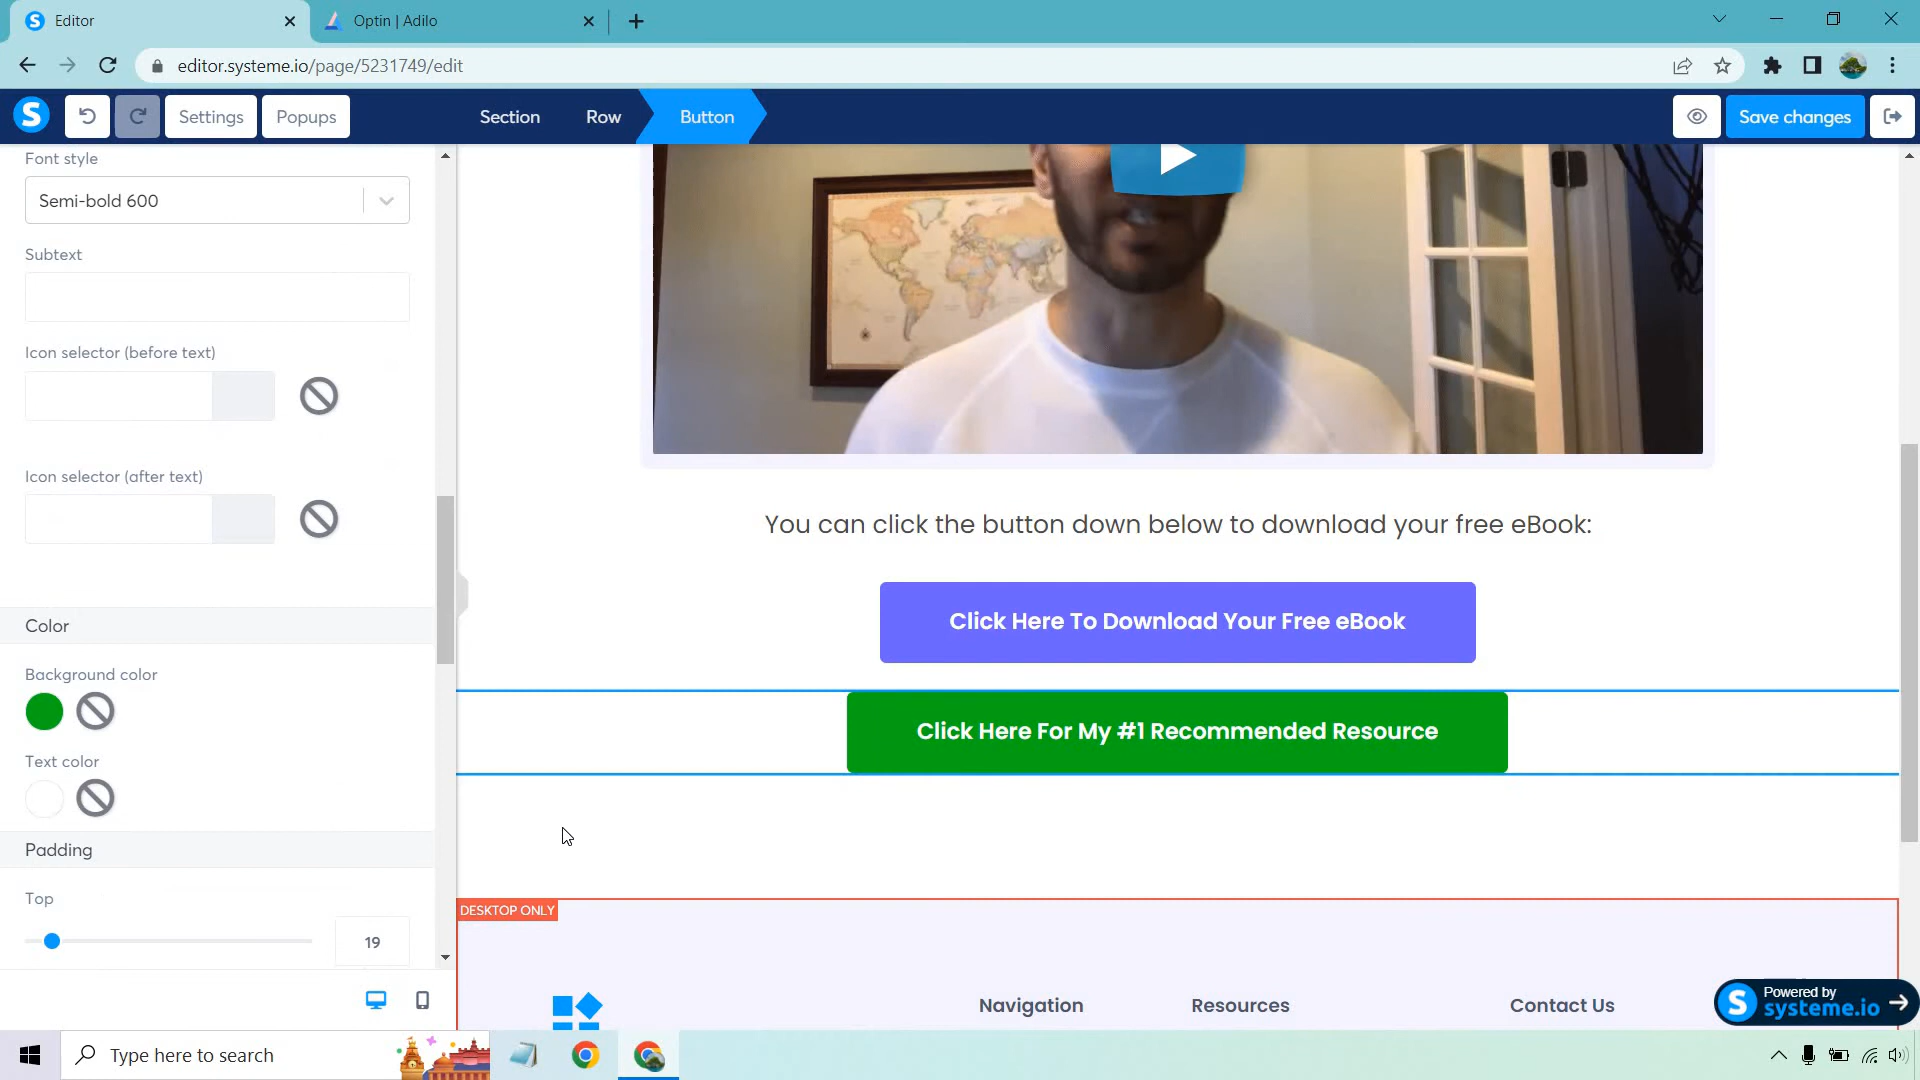 Editor
Optin | Adilo
editor.systeme.io/page/5231749/edit
S
Settings
Popups
Section
Row
Button
Save changes
Font style
Semi-bold 600
Subtext
Icon selector (before text)
Icon selector (after text)
Color
Background color
Text color
Padding
Top
19
You can click the button down below to download your free eBook:
Click Here To Download Your Free eBook
Click Here For My #1 Recommended Resource
DESKTOP ONLY
Navigation
Resources
Contact Us
S
Powered by
systeme.io
Type here to search